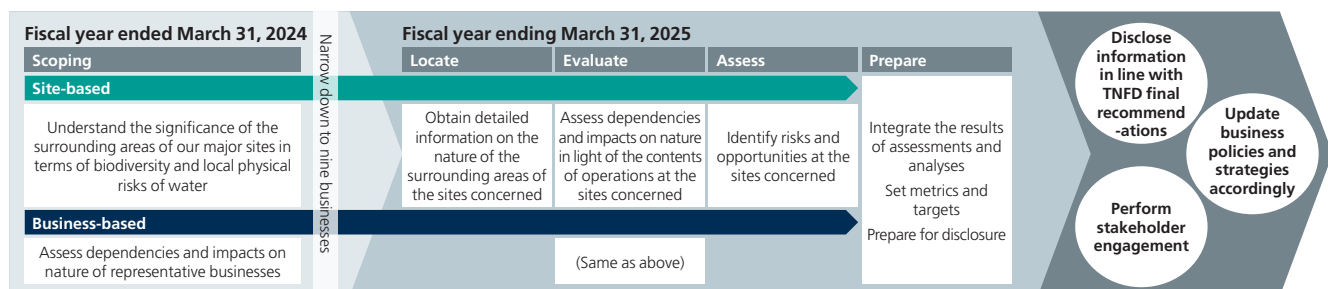 Fiscal year ended March 31, 2024
Scoping
Site-based
Understand the significance of the
surrounding areas of our major sites in
terms of biodiversity and local physical
risks of water
Business-based
Assess dependencies and impacts on
nature of representative businesses
Narrow down to nine businesses
Fiscal year ending March 31, 2025
Locate
Evaluate
Assess
Prepare
Obtain detailed
information on the
nature of the
surrounding areas of
the sites concerned
Assess dependencies
and impacts on nature
in light of the contents
of operations at the
sites concerned
Identify risks and
opportunities at the
sites concerned
(Same as above)
Integrate the results
of assessments and
analyses
Set metrics and
targets
Prepare for disclosure
Disclose
information
in line with
TNFD final
recommend
-ations
Perform
stakeholder
engagement
Update
business
policies and
strategies
accordingly